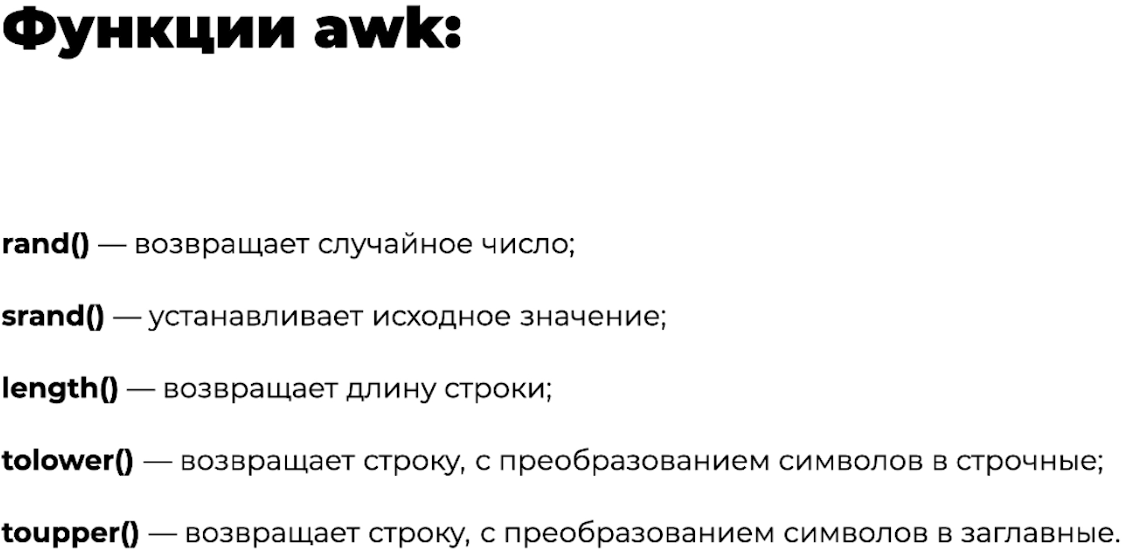 Функции awk:
rand() — возвращает случайное число;
srand() — устанавливает исходное значение;
length() — возвращает длину строки;
tolower() — возвращает строку, с преобразованием символов в строчные;
toupper() — возвращает строку, с преобразованием символов в заглавные.